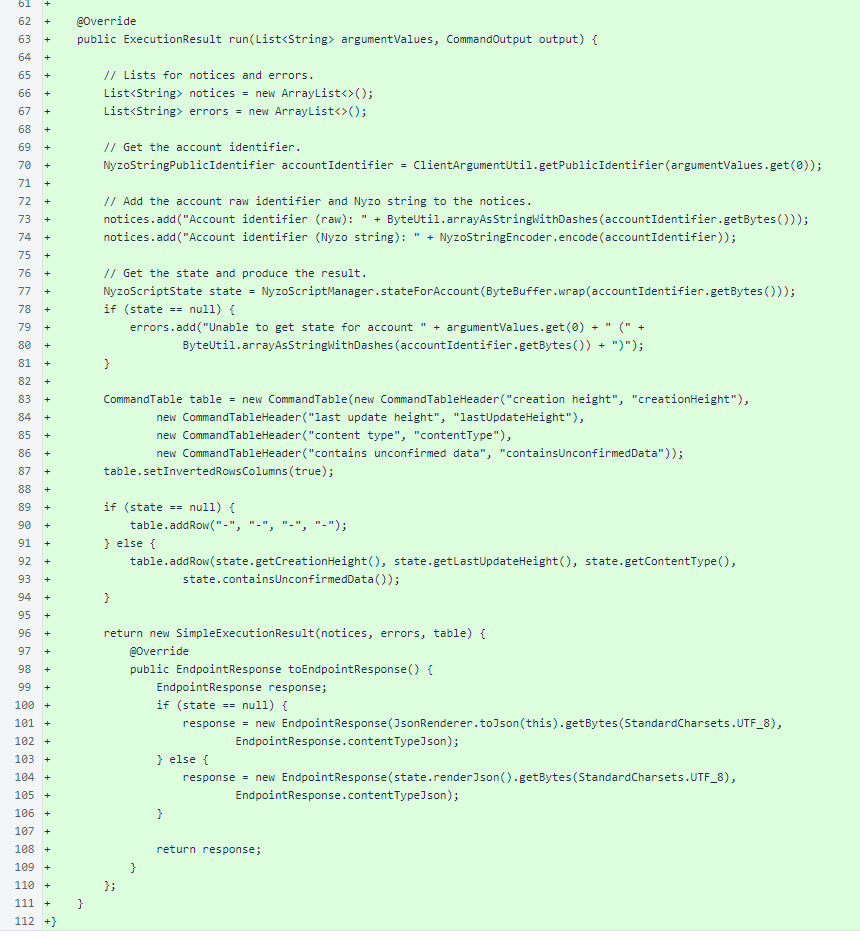 61 +
62 +     @Override
63 +     public ExecutionResult run(List<String> argumentValues, CommandOutput output) {
64 +
65 +         // Lists for notices and errors.
66 +         List<String> notices = new ArrayList<>();
67 +         List<String> errors = new ArrayList<>();
68 +
69 +         // Get the account identifier.
70 +         NyzoStringPublicIdentifier accountIdentifier = ClientArgumentUtil.getPublicIdentifier(argumentValues.get(0));
71 +
72 +         // Add the account raw identifier and Nyzo string to the notices.
73 +         notices.add("Account identifier (raw): " + ByteUtil.arrayAsStringWithDashes(accountIdentifier.getBytes()));
74 +         notices.add("Account identifier (Nyzo string): " + NyzoStringEncoder.encode(accountIdentifier));
75 +
76 +         // Get the state and produce the result.
77 +         NyzoScriptState state = NyzoScriptManager.stateForAccount(ByteBuffer.wrap(accountIdentifier.getBytes()));
78 +         if (state == null) {
79 +             errors.add("Unable to get state for account " + argumentValues.get(0) + " (" +
80 +                     ByteUtil.arrayAsStringWithDashes(accountIdentifier.getBytes()) + ")");
81 +         }
82 +
83 +         CommandTable table = new CommandTable(new CommandTableHeader("creation height", "creationHeight"),
84 +                 new CommandTableHeader("last update height", "lastUpdateHeight"),
85 +                 new CommandTableHeader("content type", "contentType"),
86 +                 new CommandTableHeader("contains unconfirmed data", "containsUnconfirmedData"));
87 +         table.setInvertedRowsColumns(true);
88 +
89 +         if (state == null) {
90 +             table.addRow("-", "-", "-", "-");
91 +         } else {
92 +             table.addRow(state.getCreationHeight(), state.getLastUpdateHeight(), state.getContentType(),
93 +                     state.containsUnconfirmedData());
94 +         }
95 +
96 +         return new SimpleExecutionResult(notices, errors, table) {
97 +             @Override
98 +             public EndpointResponse toEndpointResponse() {
99 +                 EndpointResponse response;
100 +                 if (state == null) {
101 +                     response = new EndpointResponse(JsonRenderer.toJson(this).getBytes(StandardCharsets.UTF_8),
102 +                             EndpointResponse.contentTypeJson);
103 +                 } else {
104 +                     response = new EndpointResponse(state.renderJson().getBytes(StandardCharsets.UTF_8),
105 +                             EndpointResponse.contentTypeJson);
106 +                 }
107 +
108 +                 return response;
109 +             }
110 +         };
111 +     }
112 +}